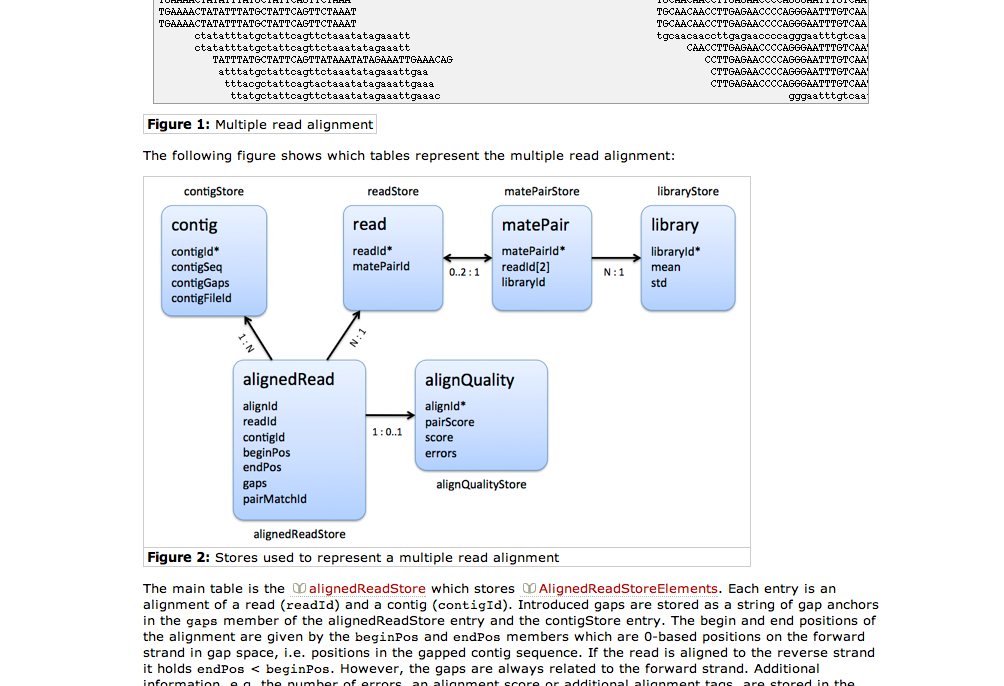 TGAAAACTATATTTATGCTATTCAGTTCTAAAT TGCAACAACCTTGAGAACCCCAGGGAATTTGTCAA
TGAAAACTATATTTATGCTATTCAGTTCTAAAT TGCAACAACCTTGAGAACCCCAGGGAATTTGTCAA
ctatatttatgctattcagttctaaatatagaaatt tgcaacaaccttgagaaccccagggaatttgtcaa
ctatatttatgctattcagttctaaatatagaaatt CAACCTTGAGAACCCCAGGGAATTTGTCAA
TATTTATGCTATTCAGTTATAAATATAGAAATTGAAACAG CCTTGAGAACCCCAGGGAATTTGTCAA
atttatgctattcagttctaaatatagaaattgaa CTTGAGAACCCCAGGGAATTTGTCAA
tttacgctattcagtactaaatatagaaattgaaa CTTGAGAACCCCAGGGAATTTGTCAA
ttatgctattcagttctaaatatagaaattgaaac gggaatttgtcaa
Figure 1: Multiple read alignment
The following figure shows which tables represent the multiple read alignment:
contigStore readStore matePairStore libraryStore
contig read matePair library
contigId* readId* matePairId* libraryId*
contigSeq matePairId readId[2] mean
contigGaps libraryId std
contigFileId
0..2 : 1 N : 1
1 : N N : 1
alignedRead alignQuality
alignId alignId*
readId pairScore
contigId score
beginPos errors
endPos
gaps
pairMatchId
1 : 0..1
alignQualityStore
alignedReadStore
Figure 2: Stores used to represent a multiple read alignment
The main table is the alignedReadStore which stores AlignedReadStoreElements. Each entry is an
alignment of a read (readId) and a contig (contigId). Introduced gaps are stored as a string of gap anchors
in the gaps member of the alignedReadStore entry and the contigStore entry. The begin and end positions of
the alignment are given by the beginPos and endPos members which are 0-based positions on the forward
strand in gap space, i.e. positions in the gapped contig sequence. If the read is aligned to the reverse strand
it holds endPos < beginPos. However, the gaps are always related to the forward strand. Additional
information, e.g. the number of errors, an alignment score or additional alignment tags, are stored in the